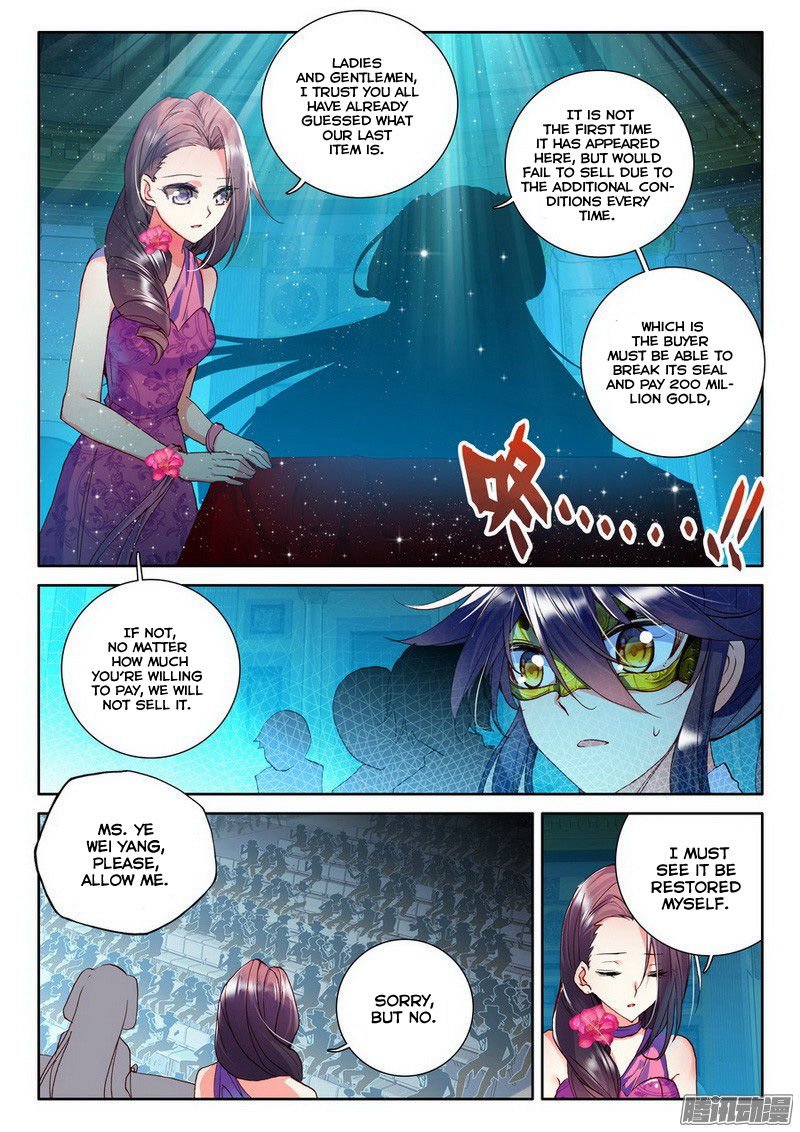 LADIES
AND GENTLEMEN,
I TRUST YOU ALL
HAVE ALREADY
GUESSED WHAT
OUR LAST
ITEM IS.
IT IS NOT
THE FIRST TIME
IT HAS APPEARED
HERE, BUT WOULD
FAIL TO SELL DUE TO
THE ADDITIONAL CON-
DITIONS EVERY
TIME.
WHICH IS
THE BUYER
MUST BE ABLE TO
BREAK ITS SEAL
AND PAY 200 MIL-
LION GOLD,
IF NOT,
NO MATTER
HOW MUCH
YOU'RE WILLING
TO PAY, WE WILL
NOT SELL IT.
MS. YE
WEI YANG,
PLEASE,
ALLOW ME.
SORRY,
BUT NO.
I MUST
SEE IT BE
RESTORED
MYSELF.
腾讯动漫